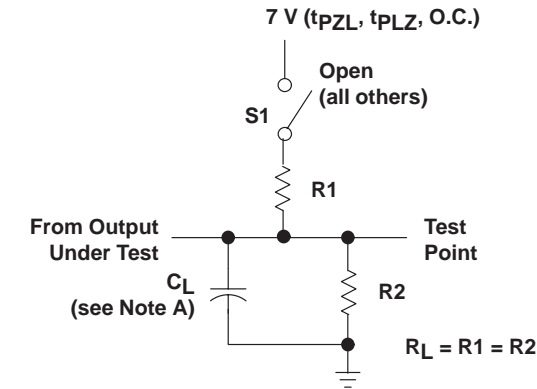 7 V (tPZL, tPLZ, O.C.)
Open
(all others)
S1
R1
From Output
Under Test
Test
Point
CL
(see Note A)
R2
RL = R1 = R2